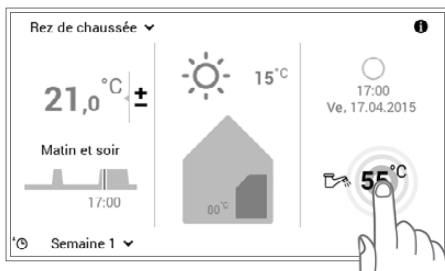 Rez de chaussée
21,0°C ±
Matin et soir
17:00
Semaine 1
15°C
00°C
17:00
Ve, 17.04.2015
55°C